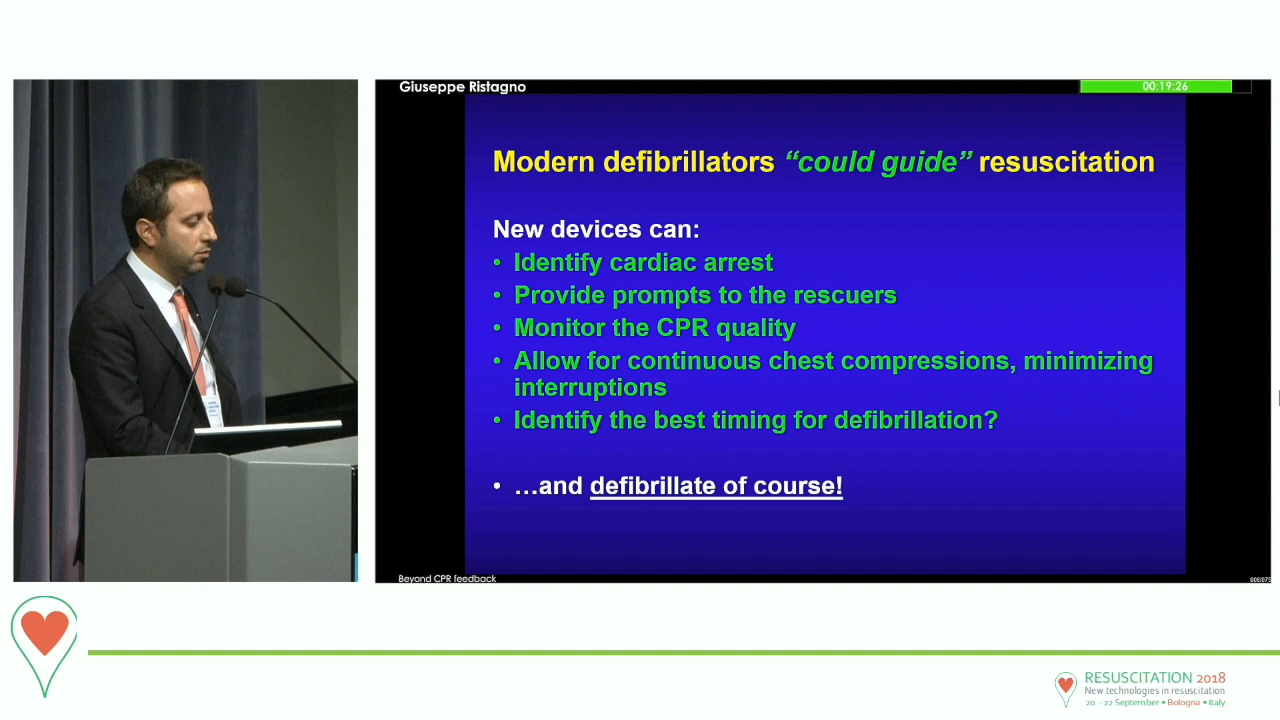 Giuseppe Ristagno
00:19:26
Modern defibrillators “could guide” resuscitation
New devices can:
• Identify cardiac arrest
• Provide prompts to the rescuers
• Monitor the CPR quality
• Allow for continuous chest compressions, minimizing
interruptions
• Identify the best timing for defibrillation?
• …and defibrillate of course!
Beyond CPR feedback
RESUSCITATION 2018
New technologies in resuscitation
20 - 22 September • Bologna • Italy